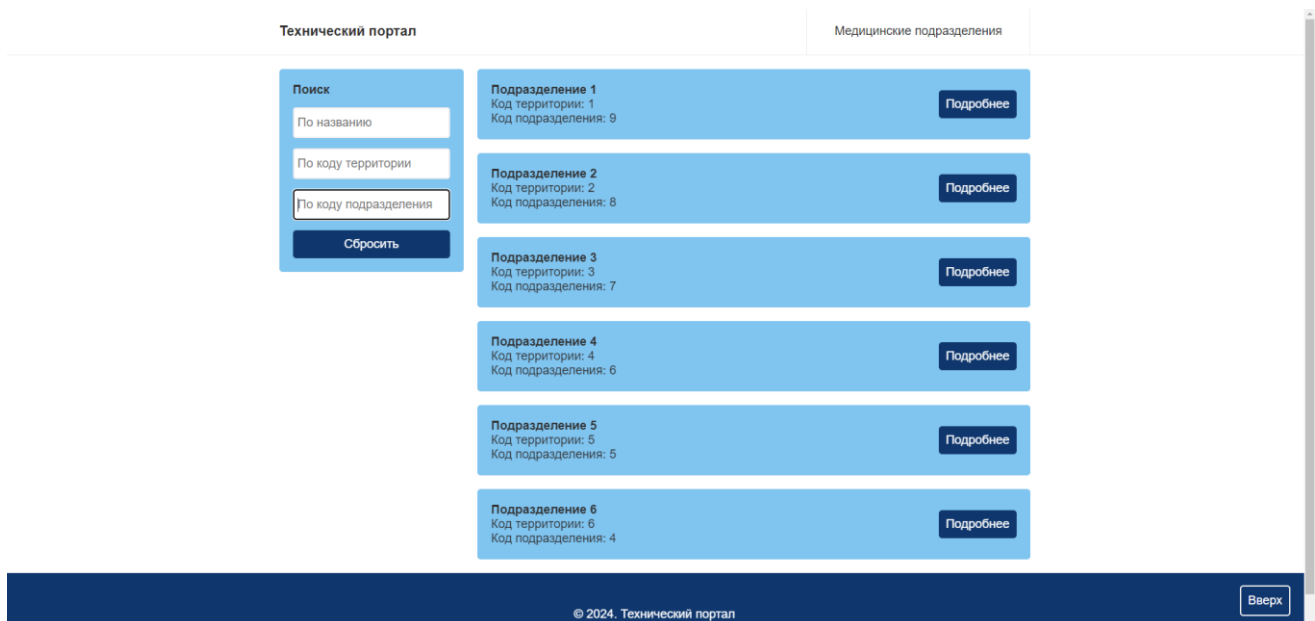 Технический портал
Медицинские подразделения
Поиск
По названию
По коду территории
По коду подразделения
Сбросить
Подразделение 1
Код территории: 1
Код подразделения: 9
Подробнее
Подразделение 2
Код территории: 2
Код подразделения: 8
Подробнее
Подразделение 3
Код территории: 3
Код подразделения: 7
Подробнее
Подразделение 4
Код территории: 4
Код подразделения: 6
Подробнее
Подразделение 5
Код территории: 5
Код подразделения: 5
Подробнее
Подразделение 6
Код территории: 6
Код подразделения: 4
Подробнее
Вверх
© 2024. Технический портал